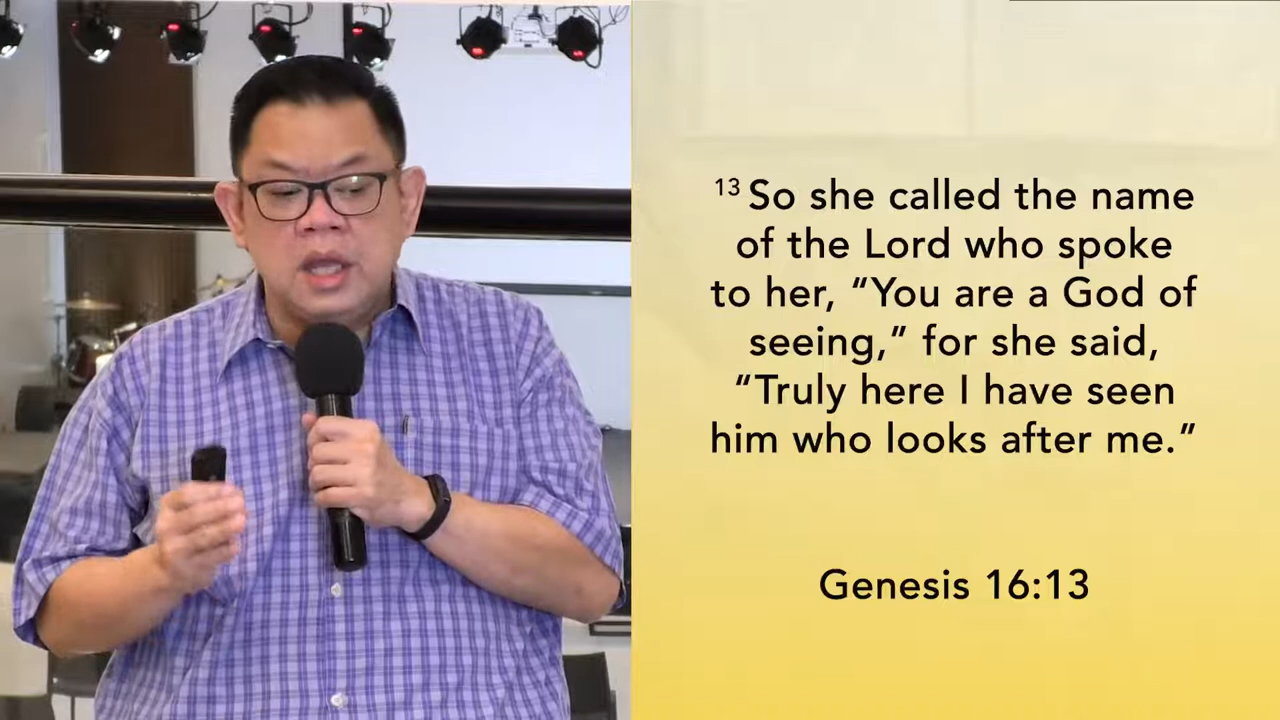 13 So she called the name
of the Lord who spoke
to her, “You are a God of
seeing,” for she said,
“Truly here I have seen
him who looks after me.”
Genesis 16:13